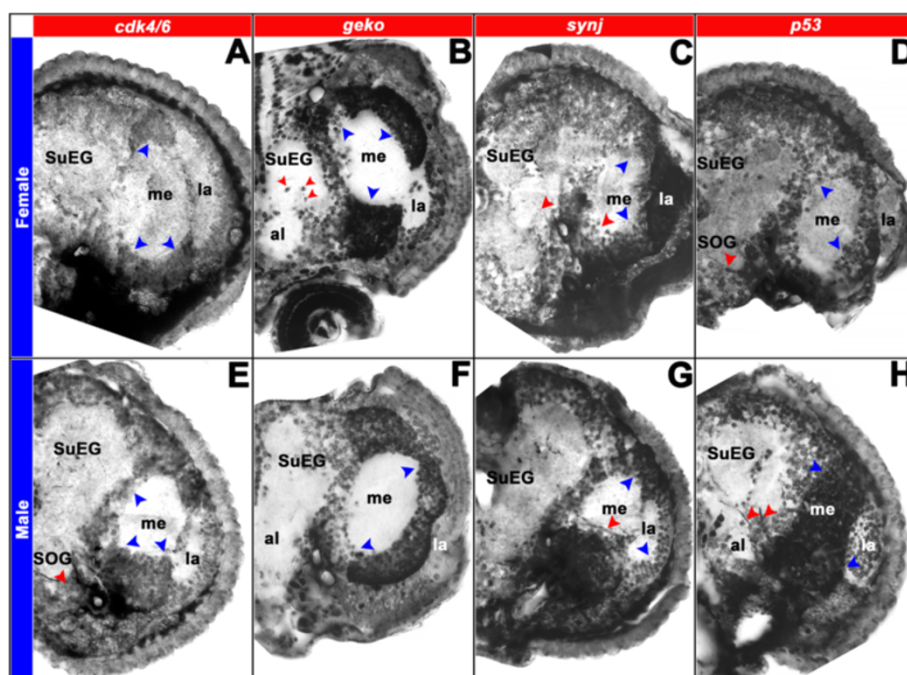 cdk4/6 geko synj p53
Female
A B C D
SuEG me la
SuEG me la al
SuEG me la
SuEG me la SOG
Male
E F G H
SuEG me la SOG
SuEG me la al
SuEG me la
SuEG me la al